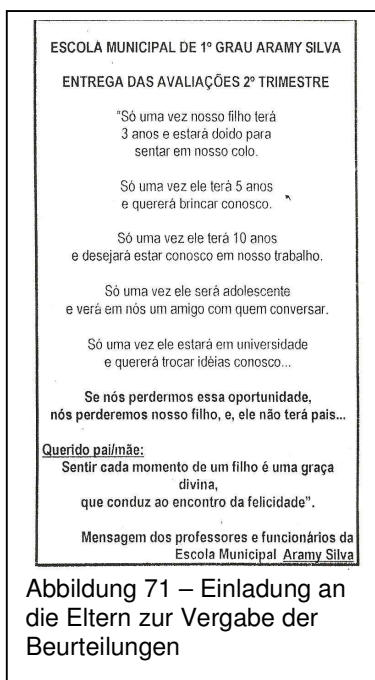 ESCOLA MUNICIPAL DE 1º GRAU ARAMY SILVA
ENTREGA DAS AVALIAÇÕES 2º TRIMESTRE
"Só uma vez nosso filho terá
3 anos e estará doido para
sentar em nosso colo.
Só uma vez ele terá 5 anos
e quererá brincar conosco.
Só uma vez ele terá 10 anos
e desejará estar conosco em nosso trabalho.
Só uma vez ele será adolescente
e verá em nós um amigo com quem conversar.
Só uma vez ele estará em universidade
e quererá trocar idéias conosco...
Se nós perdermos essa oportunidade,
nós perderemos nosso filho, e, ele não terá pais...
Querido pai/mãe:
Sentir cada momento de um filho é uma graça
divina,
que conduz ao encontro da felicidade".
Mensagem dos professores e funcionários da
Escola Municipal Aramy Silva
Abbildung 71 – Einladung an
die Eltern zur Vergabe der
Beurteilungen